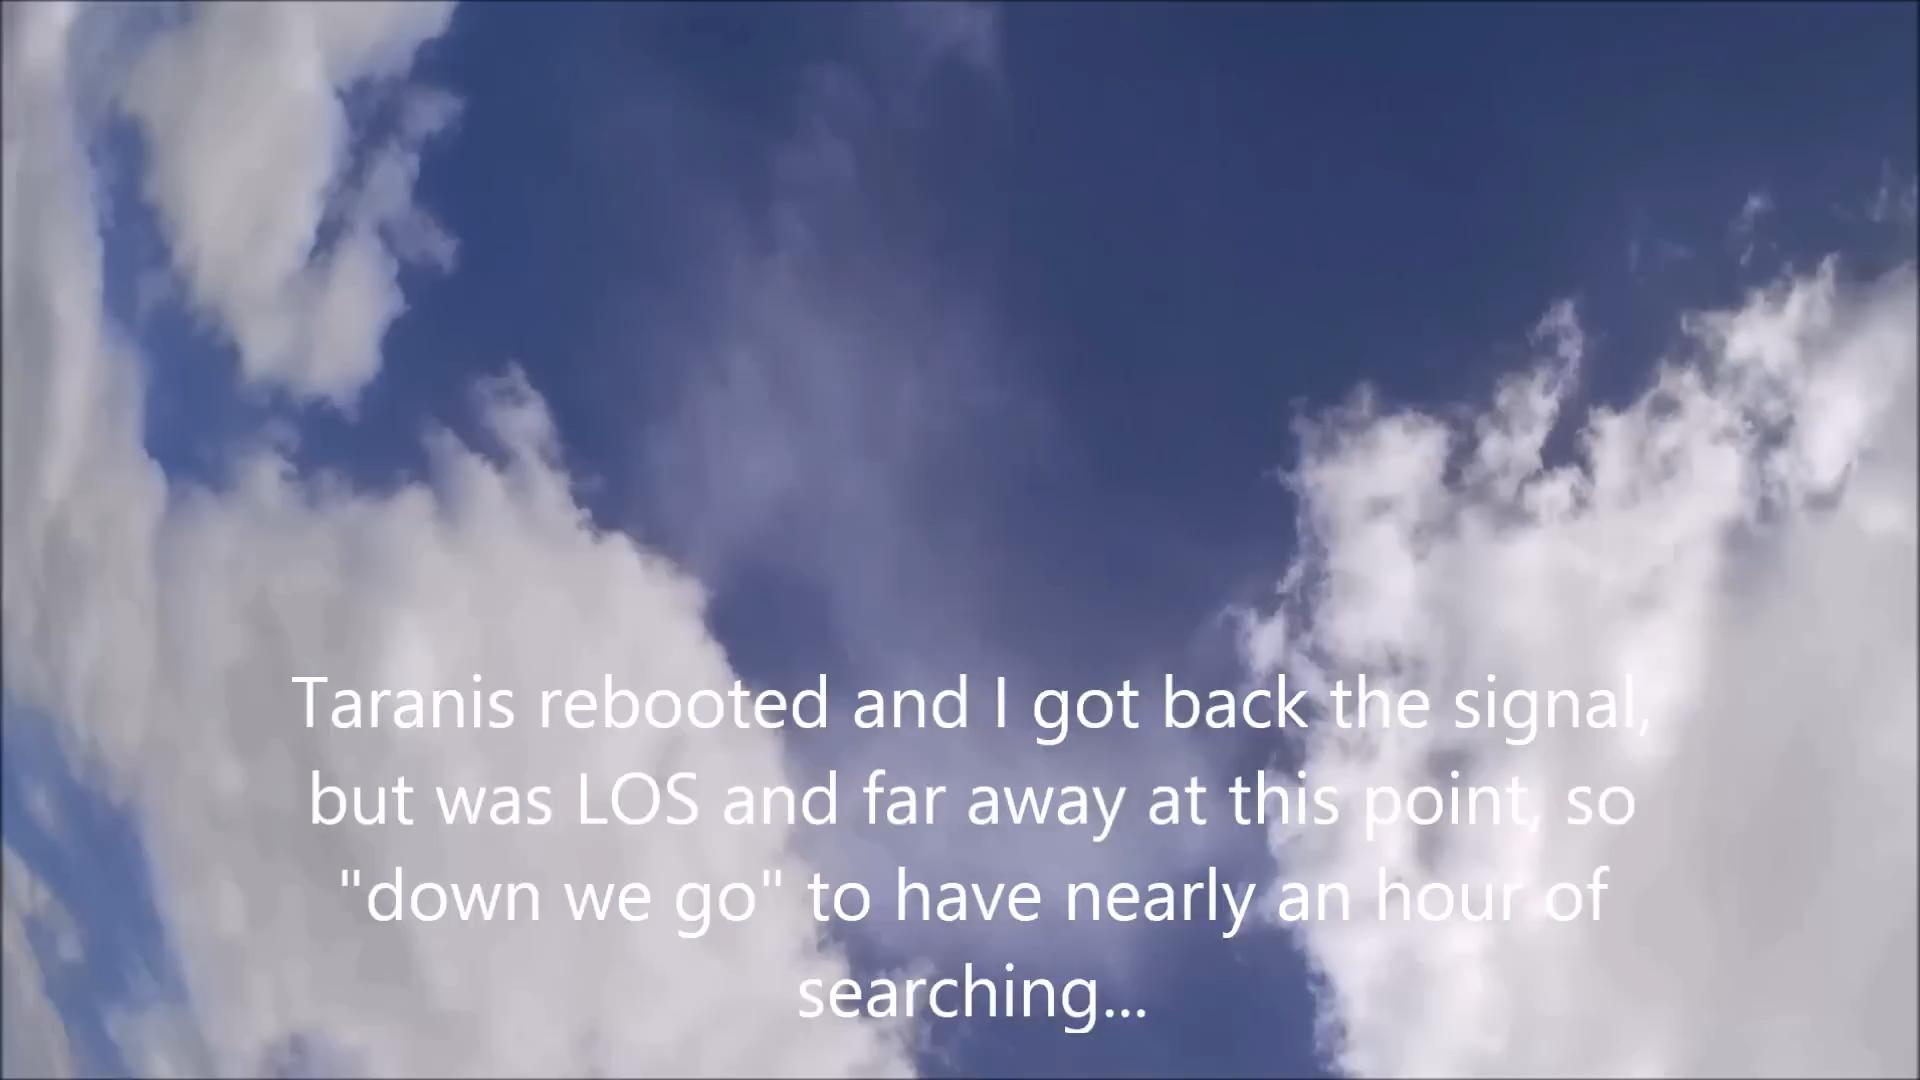 Taranis rebooted and I got back the signal,
but was LOS and far away at this point, so
"down we go" to have nearly an hour of
searching...